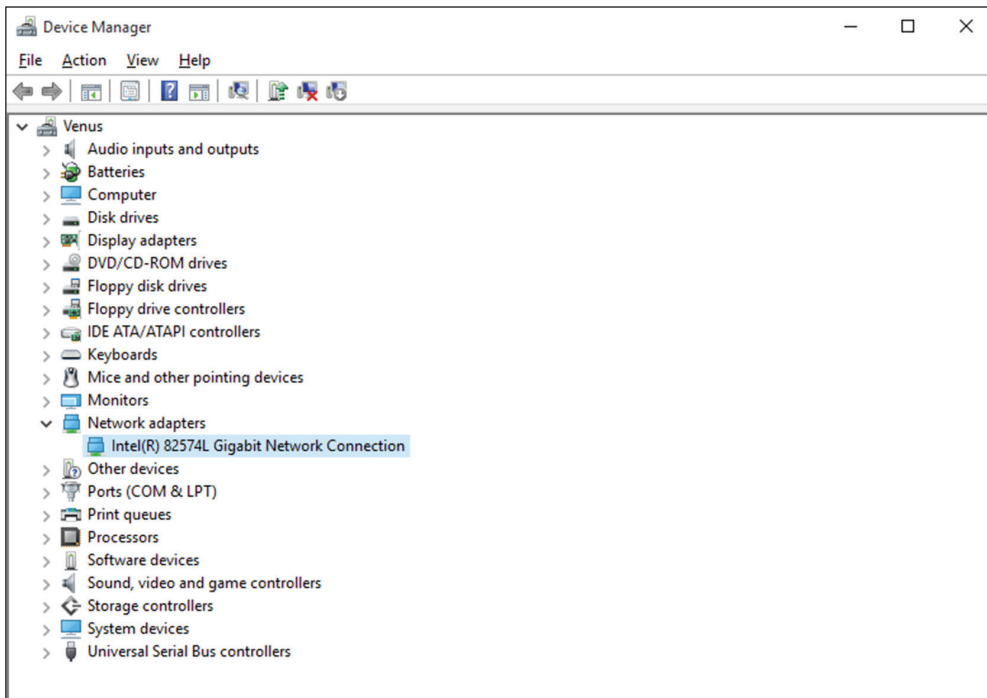 Device Manager
File Action View Help
Venus
Audio inputs and outputs
Batteries
Computer
Disk drives
Display adapters
DVD/CD-ROM drives
Floppy disk drives
Floppy drive controllers
IDE ATA/ATAPI controllers
Keyboards
Mice and other pointing devices
Monitors
Network adapters
Intel(R) 82574L Gigabit Network Connection
Other devices
Ports (COM & LPT)
Print queues
Processors
Software devices
Sound, video and game controllers
Storage controllers
System devices
Universal Serial Bus controllers